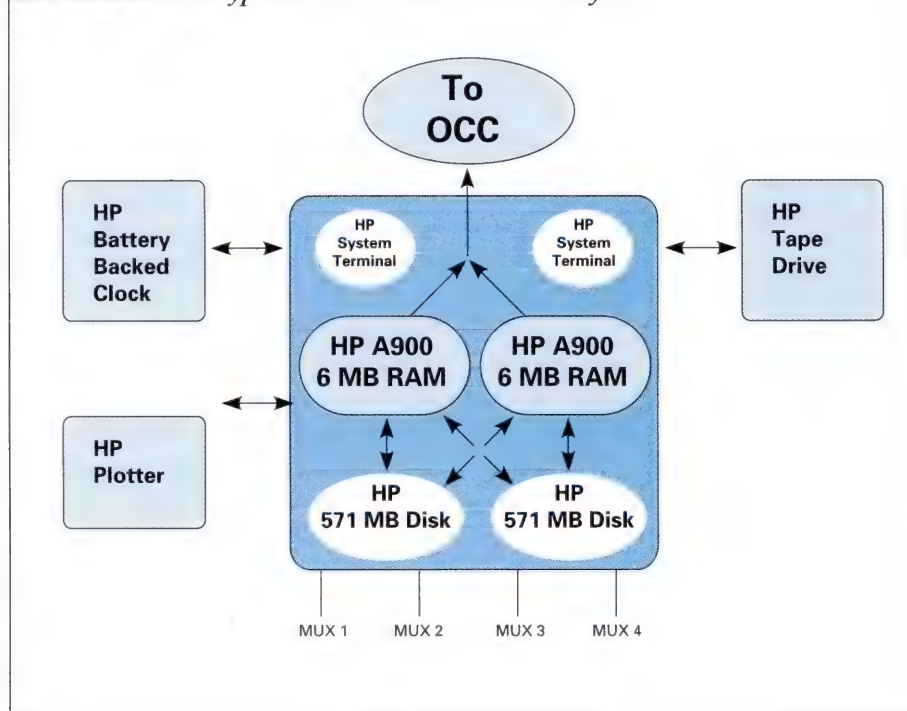 To
OCC
HP
Battery
Backed
Clock
HP
System
Terminal
HP
System
Terminal
HP
Tape
Drive
HP A900
6 MB RAM
HP A900
6 MB RAM
HP
Plotter
HP
571 MB Disk
HP
571 MB Disk
MUX 1
MUX 2
MUX 3
MUX 4